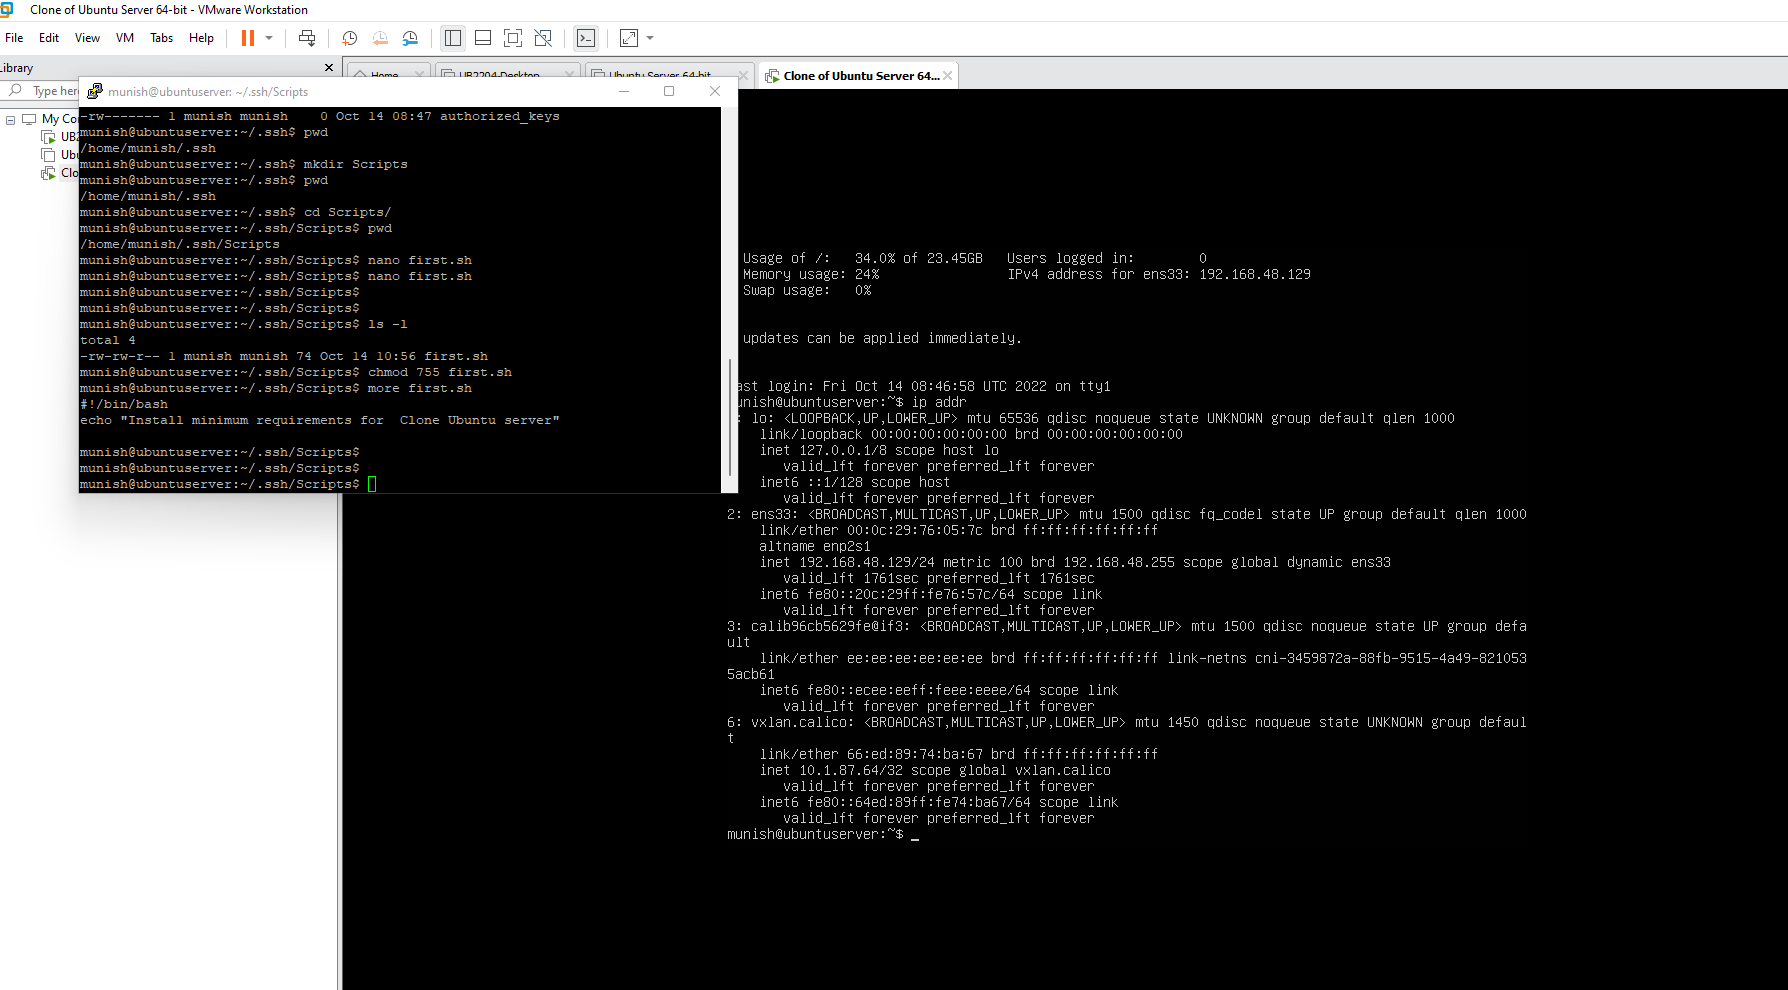 Clone of Ubuntu Server 64-bit - VMware Workstation
File Edit View VM Tabs Help
Library
Home
UB2204-Desktop
Ubuntu Server 64-bit
Clone of Ubuntu Server 64...
Type here
My Co
UB2
Ubu
Clo
munish@ubuntuserver: ~/.ssh/Scripts
-rw------- 1 munish munish    0 Oct 14 08:47 authorized_keys
munish@ubuntuserver:~/.ssh$ pwd
/home/munish/.ssh
munish@ubuntuserver:~/.ssh$ mkdir Scripts
munish@ubuntuserver:~/.ssh$ pwd
/home/munish/.ssh
munish@ubuntuserver:~/.ssh$ cd Scripts/
munish@ubuntuserver:~/.ssh/Scripts$ pwd
/home/munish/.ssh/Scripts
munish@ubuntuserver:~/.ssh/Scripts$ nano first.sh
munish@ubuntuserver:~/.ssh/Scripts$ nano first.sh
munish@ubuntuserver:~/.ssh/Scripts$
munish@ubuntuserver:~/.ssh/Scripts$
munish@ubuntuserver:~/.ssh/Scripts$ ls -l
total 4
-rw-rw-r-- 1 munish munish 74 Oct 14 10:56 first.sh
munish@ubuntuserver:~/.ssh/Scripts$ chmod 755 first.sh
munish@ubuntuserver:~/.ssh/Scripts$ more first.sh
#!/bin/bash
echo "Install minimum requirements for  Clone Ubuntu server"
munish@ubuntuserver:~/.ssh/Scripts$
munish@ubuntuserver:~/.ssh/Scripts$
munish@ubuntuserver:~/.ssh/Scripts$
Usage of /:   34.0% of 23.45GB   Users logged in:        0
Memory usage: 24%                IPv4 address for ens33: 192.168.48.129
Swap usage:   0%
updates can be applied immediately.
ast login: Fri Oct 14 08:46:58 UTC 2022 on tty1
unish@ubuntuserver:~$ ip addr
: lo: <LOOPBACK,UP,LOWER_UP> mtu 65536 qdisc noqueue state UNKNOWN group default qlen 1000
link/loopback 00:00:00:00:00:00 brd 00:00:00:00:00:00
inet 127.0.0.1/8 scope host lo
valid_lft forever preferred_lft forever
inet6 ::1/128 scope host
valid_lft forever preferred_lft forever
2: ens33: <BROADCAST,MULTICAST,UP,LOWER_UP> mtu 1500 qdisc fq_codel state UP group default qlen 1000
link/ether 00:0c:29:76:05:7c brd ff:ff:ff:ff:ff:ff
altname enp2s1
inet 192.168.48.129/24 metric 100 brd 192.168.48.255 scope global dynamic ens33
valid_lft 1761sec preferred_lft 1761sec
inet6 fe80::20c:29ff:fe76:57c/64 scope link
valid_lft forever preferred_lft forever
3: calib96cb5629fe@if3: <BROADCAST,MULTICAST,UP,LOWER_UP> mtu 1500 qdisc noqueue state UP group defa
ult
link/ether ee:ee:ee:ee:ee:ee brd ff:ff:ff:ff:ff:ff link-netns cni-3459872a-88fb-9515-4a49-821053
5acb61
inet6 fe80::ecee:eeff:feee:eeee/64 scope link
valid_lft forever preferred_lft forever
6: vxlan.calico: <BROADCAST,MULTICAST,UP,LOWER_UP> mtu 1450 qdisc noqueue state UNKNOWN group defaul
t
link/ether 66:ed:89:74:ba:67 brd ff:ff:ff:ff:ff:ff
inet 10.1.87.64/32 scope global vxlan.calico
valid_lft forever preferred_lft forever
inet6 fe80::64ed:89ff:fe74:ba67/64 scope link
valid_lft forever preferred_lft forever
munish@ubuntuserver:~$ _